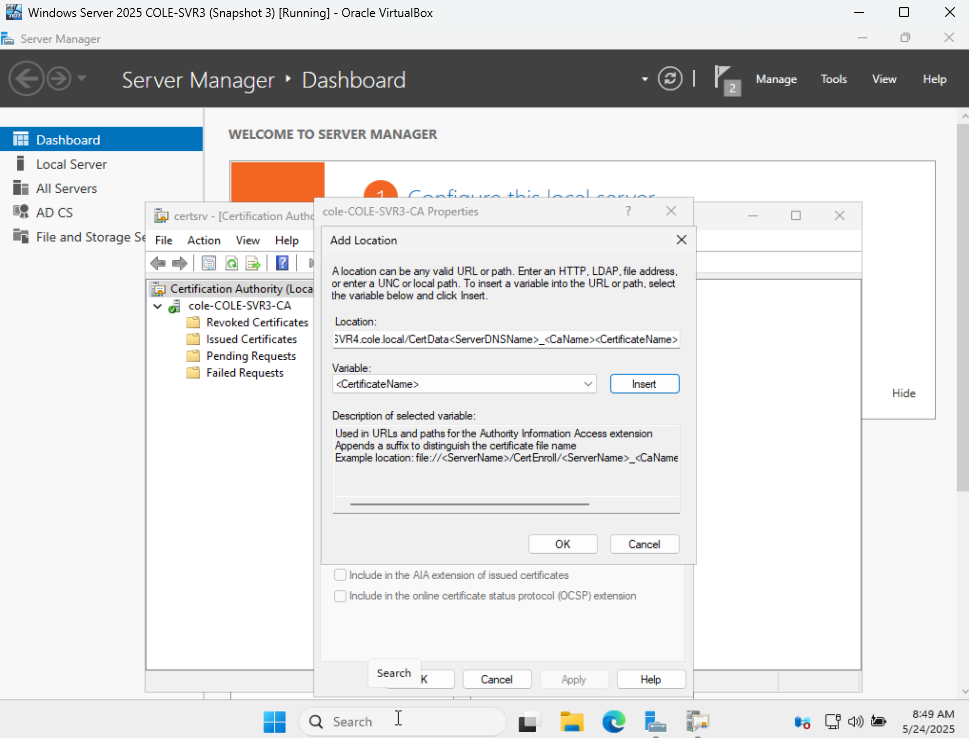 Windows Server 2025 COLE-SVR3 (Snapshot 3) [Running] - Oracle VirtualBox
Server Manager
Server Manager ‣ Dashboard
2
Manage
Tools
View
Help
Dashboard
Local Server
All Servers
AD CS
File and Storage Se
WELCOME TO SERVER MANAGER
1
Configure this local server
Hide
certsrv - [Certification Autho
File
Action
View
Help
Certification Authority (Loca
cole-COLE-SVR3-CA
Revoked Certificates
Issued Certificates
Pending Requests
Failed Requests
cole-COLE-SVR3-CA Properties
?
Add Location
A location can be any valid URL or path. Enter an HTTP, LDAP, file address,
or enter a UNC or local path. To insert a variable into the URL or path, select
the variable below and click Insert.
Location:
SVR4.cole.local/CertData<ServerDNSName>_<CaName><CertificateName>
Variable:
<CertificateName>
Insert
Description of selected variable:
Used in URLs and paths for the Authority Information Access extension
Appends a suffix to distinguish the certificate file name
Example location: file://<ServerName>/CertEnroll/<ServerName>_<CaName
OK
Cancel
Include in the AIA extension of issued certificates
Include in the online certificate status protocol (OCSP) extension
Search
K
Cancel
Apply
Help
Search
8:49 AM
5/24/2025